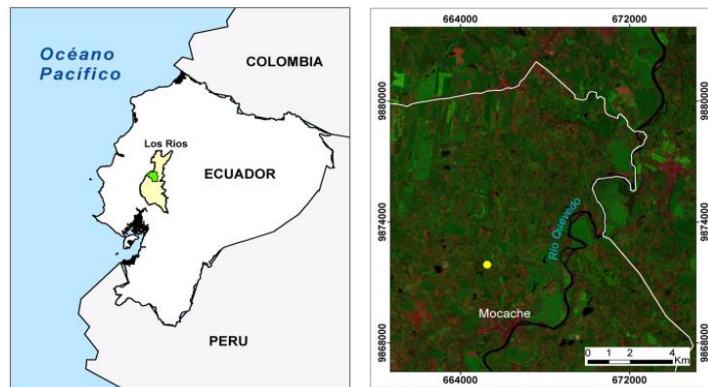 Océano
Pacífico
COLOMBIA
Los Ríos
ECUADOR
PERU
664000
672000
9880000
9880000
9874000
9874000
Río Quevedo
Mocache
9868000
9868000
0 1 2 4
Km
664000
672000